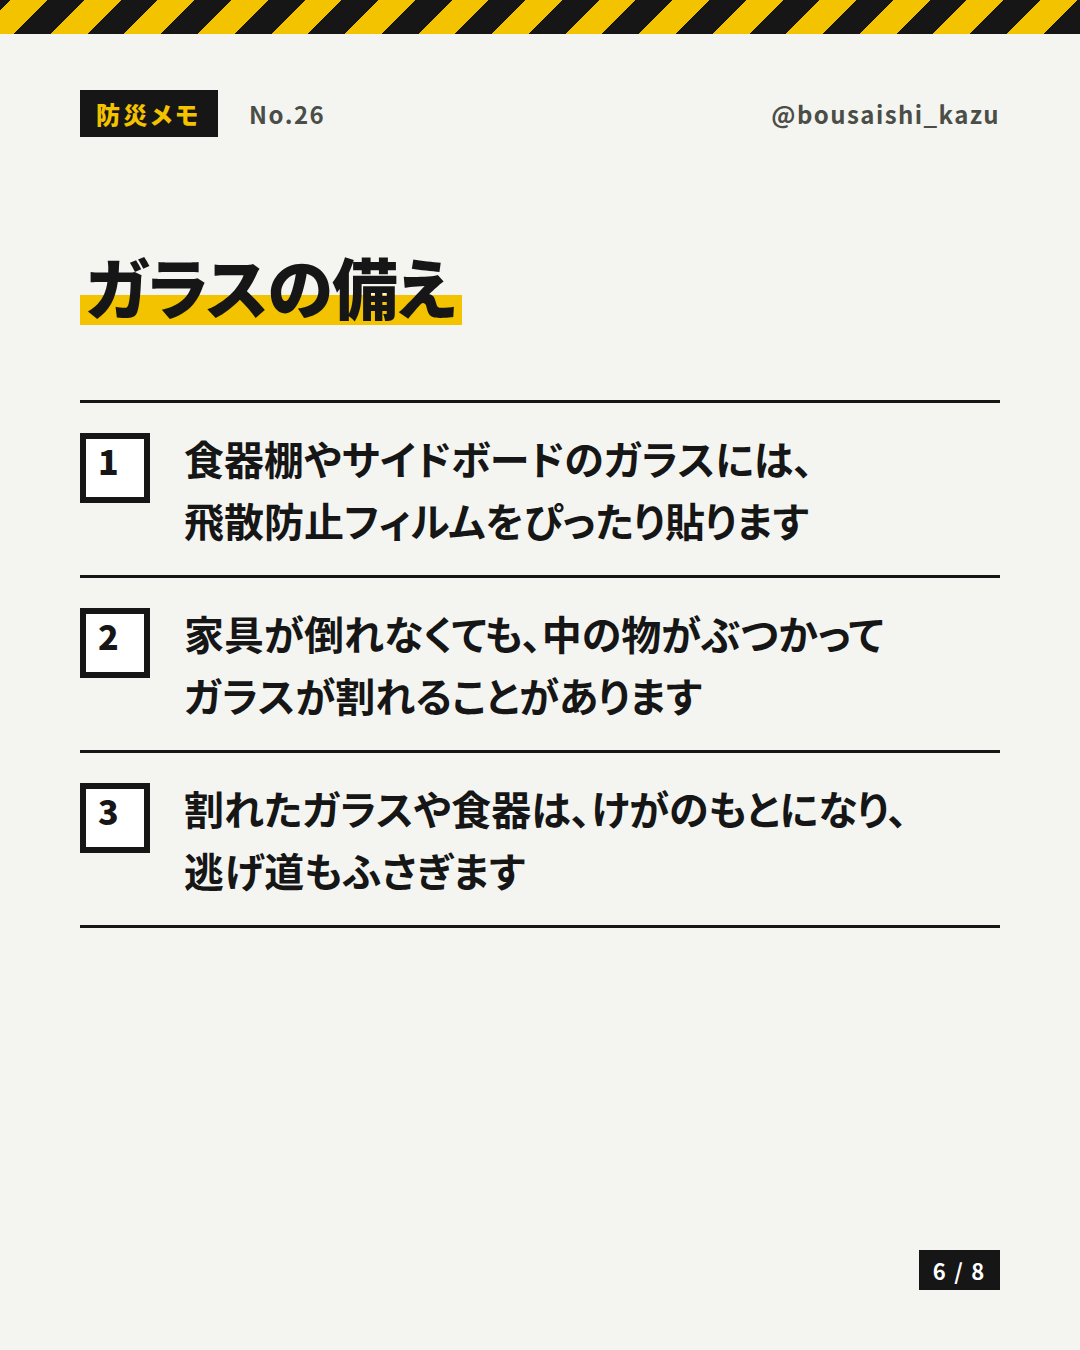 防災メモ No.26 @bousaishi_kazu
ガラスの備え
1 食器棚やサイドボードのガラスには、
飛散防止フィルムをぴったり貼ります
2 家具が倒れなくても、中の物がぶつかって
ガラスが割れることがあります
3 割れたガラスや食器は、けがのもとになり、
逃げ道もふさぎます
6 / 8